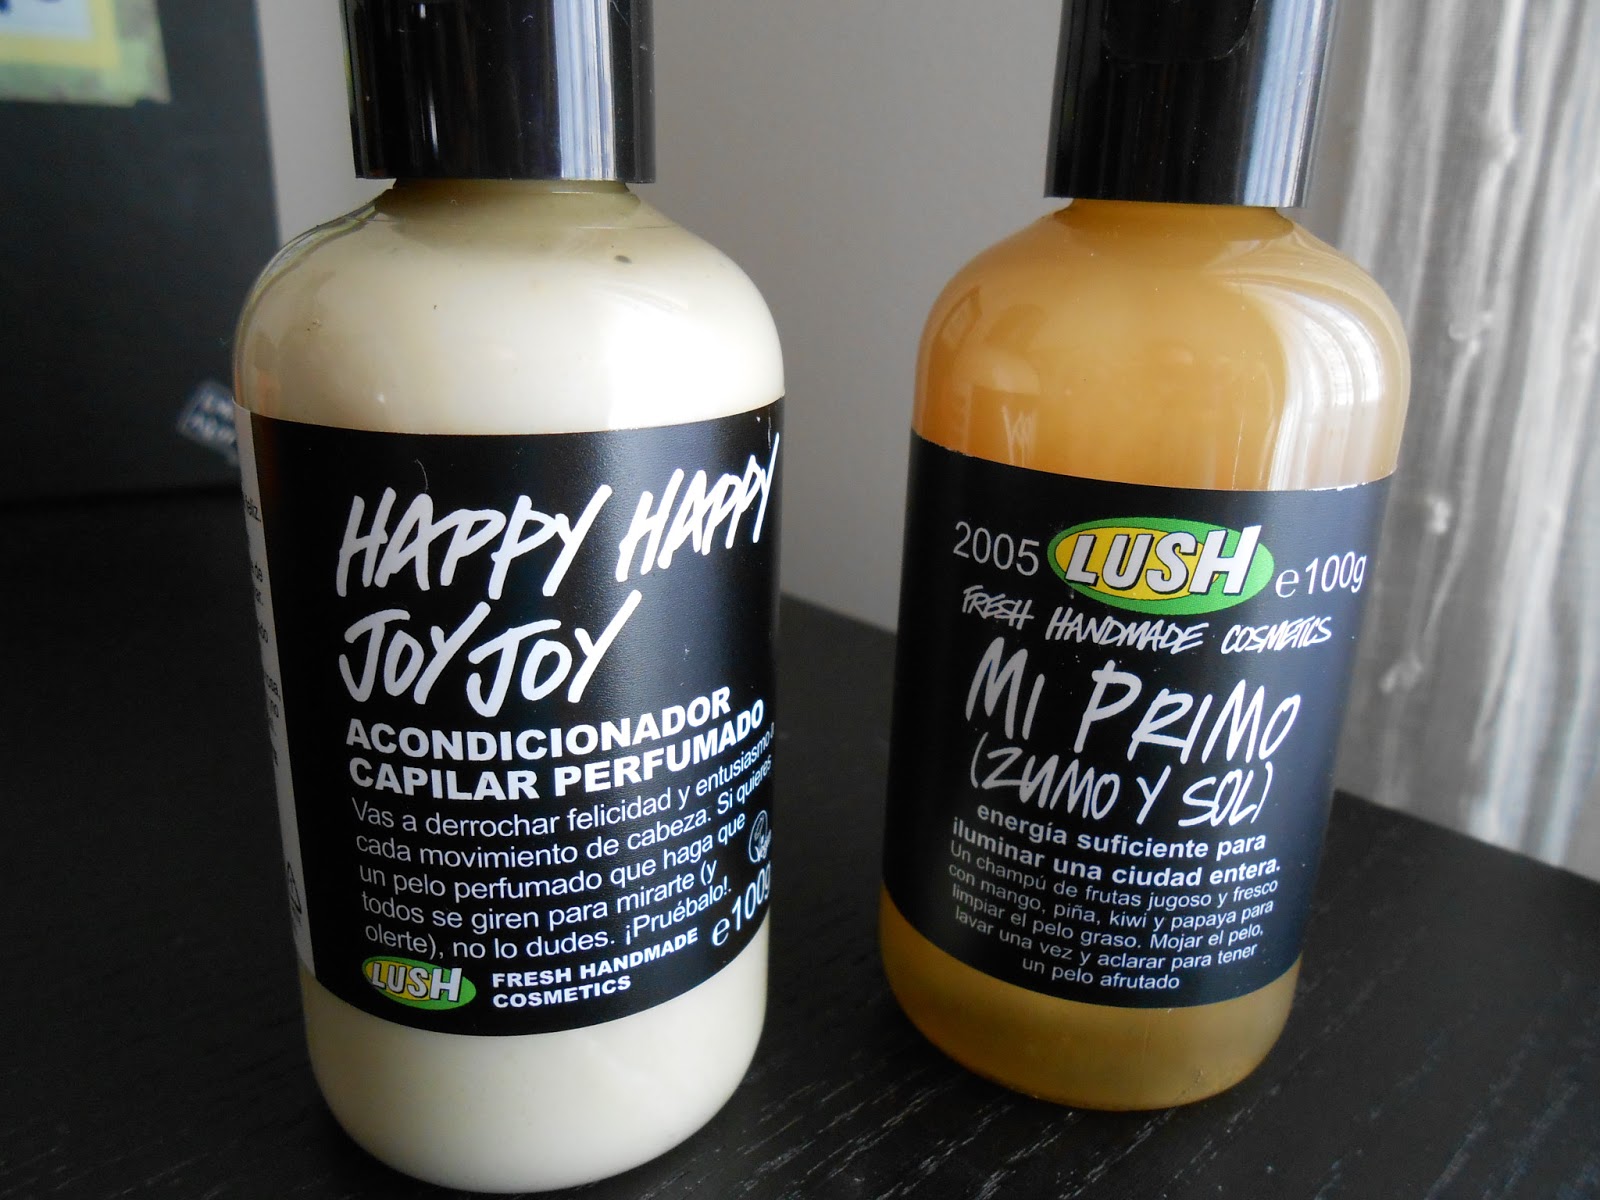 HAPPY HAPPY
JOY JOY
ACONDICIONADOR
CAPILAR PERFUMADO
Vas a derrochar felicidad y entusiasmo a
cada movimiento de cabeza. Si quieres
un pelo perfumado que haga que
todos se giren para mirarte (y
olerte), no lo dudes. ¡Pruébalo!.
e100g
LUSH FRESH HANDMADE
COSMETICS
2005 LUSH e100g
FRESH HANDMADE COSMETICS
MI PRIMO
(ZUMO Y SOL)
energía suficiente para
iluminar una ciudad entera.
Un champú de frutas jugoso y fresco
con mango, piña, kiwi y papaya para
limpiar el pelo graso. Mojar el pelo,
lavar una vez y aclarar para tener
un pelo afrutado